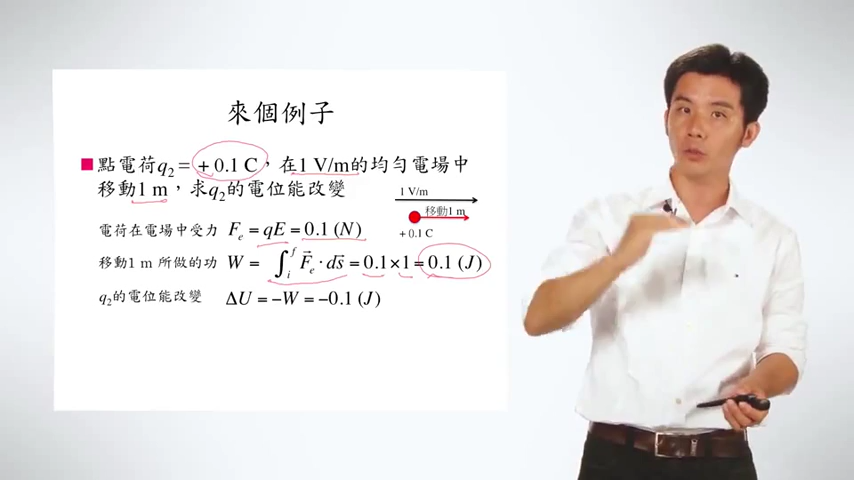 來個例子
點電荷q₂ = + 0.1 C，在1 V/m的均勻電場中
移動1 m，求q₂的電位能改變
1 V/m
移動1 m
+ 0.1 C
電荷在電場中受力 Fₑ = qE = 0.1 (N)
移動1 m 所做的功 W = ∫ᵢᶠ F⃗ₑ · ds⃗ = 0.1×1 = 0.1 (J)
q₂的電位能改變 ΔU = −W = −0.1 (J)